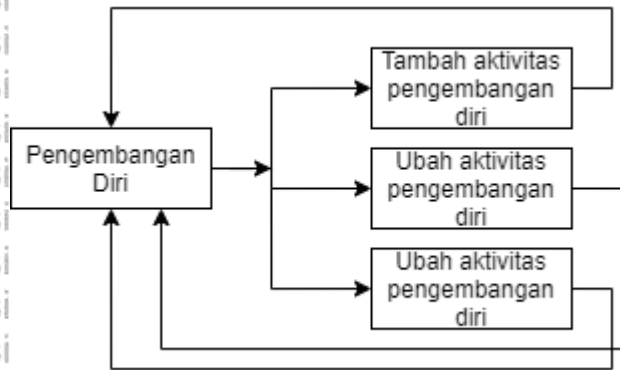 Tambah aktivitas
pengembangan
diri
Pengembangan
Diri
Ubah aktivitas
pengembangan
diri
Ubah aktivitas
pengembangan
diri